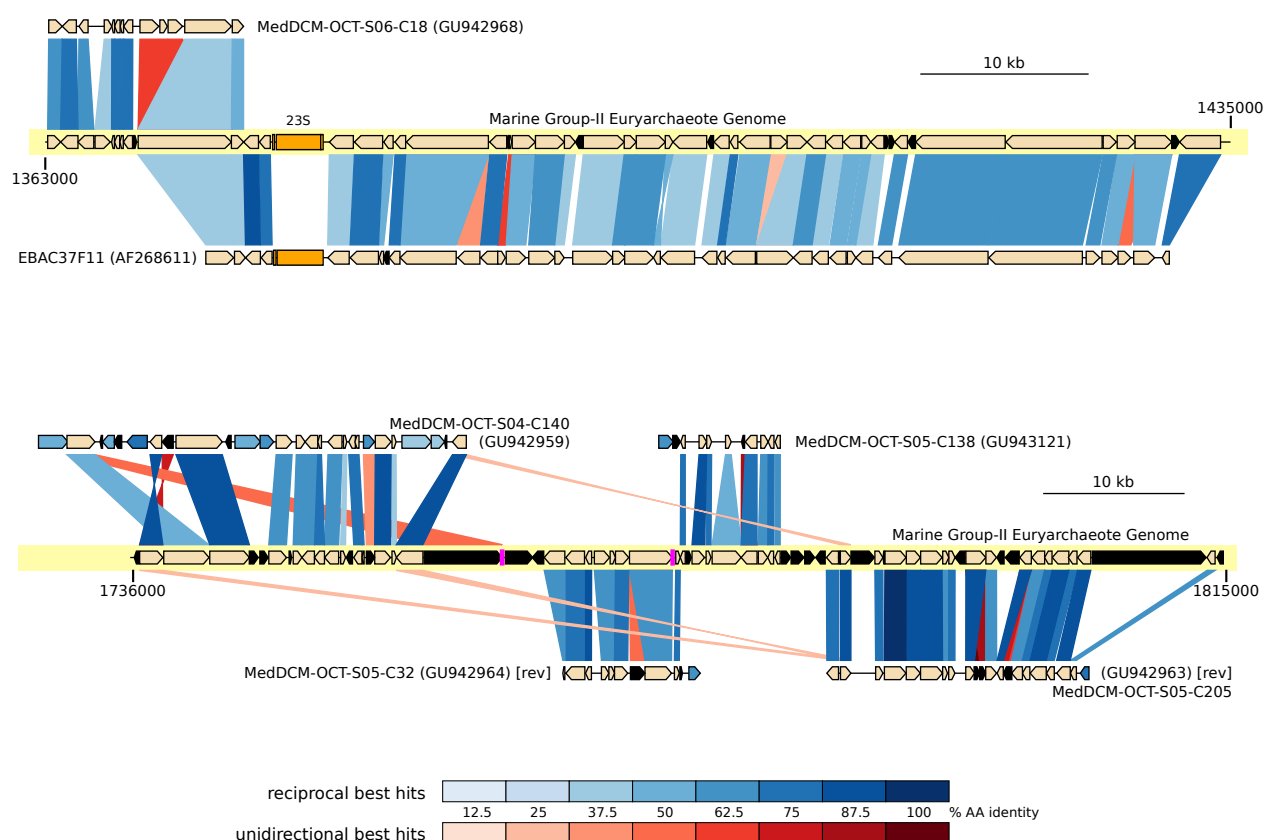 MedDCM-OCT-S06-C18 (GU942968)
10 kb
1435000
23S
Marine Group-II Euryarchaeote Genome
1363000
EBAC37F11 (AF268611)
MedDCM-OCT-S04-C140
(GU942959)
MedDCM-OCT-S05-C138 (GU943121)
10 kb
Marine Group-II Euryarchaeote Genome
1736000
1815000
MedDCM-OCT-S05-C32 (GU942964) [rev]
(GU942963) [rev]
MedDCM-OCT-S05-C205
reciprocal best hits
12.5 25 37.5 50 62.5 75 87.5 100 % AA identity
unidirectional best hits